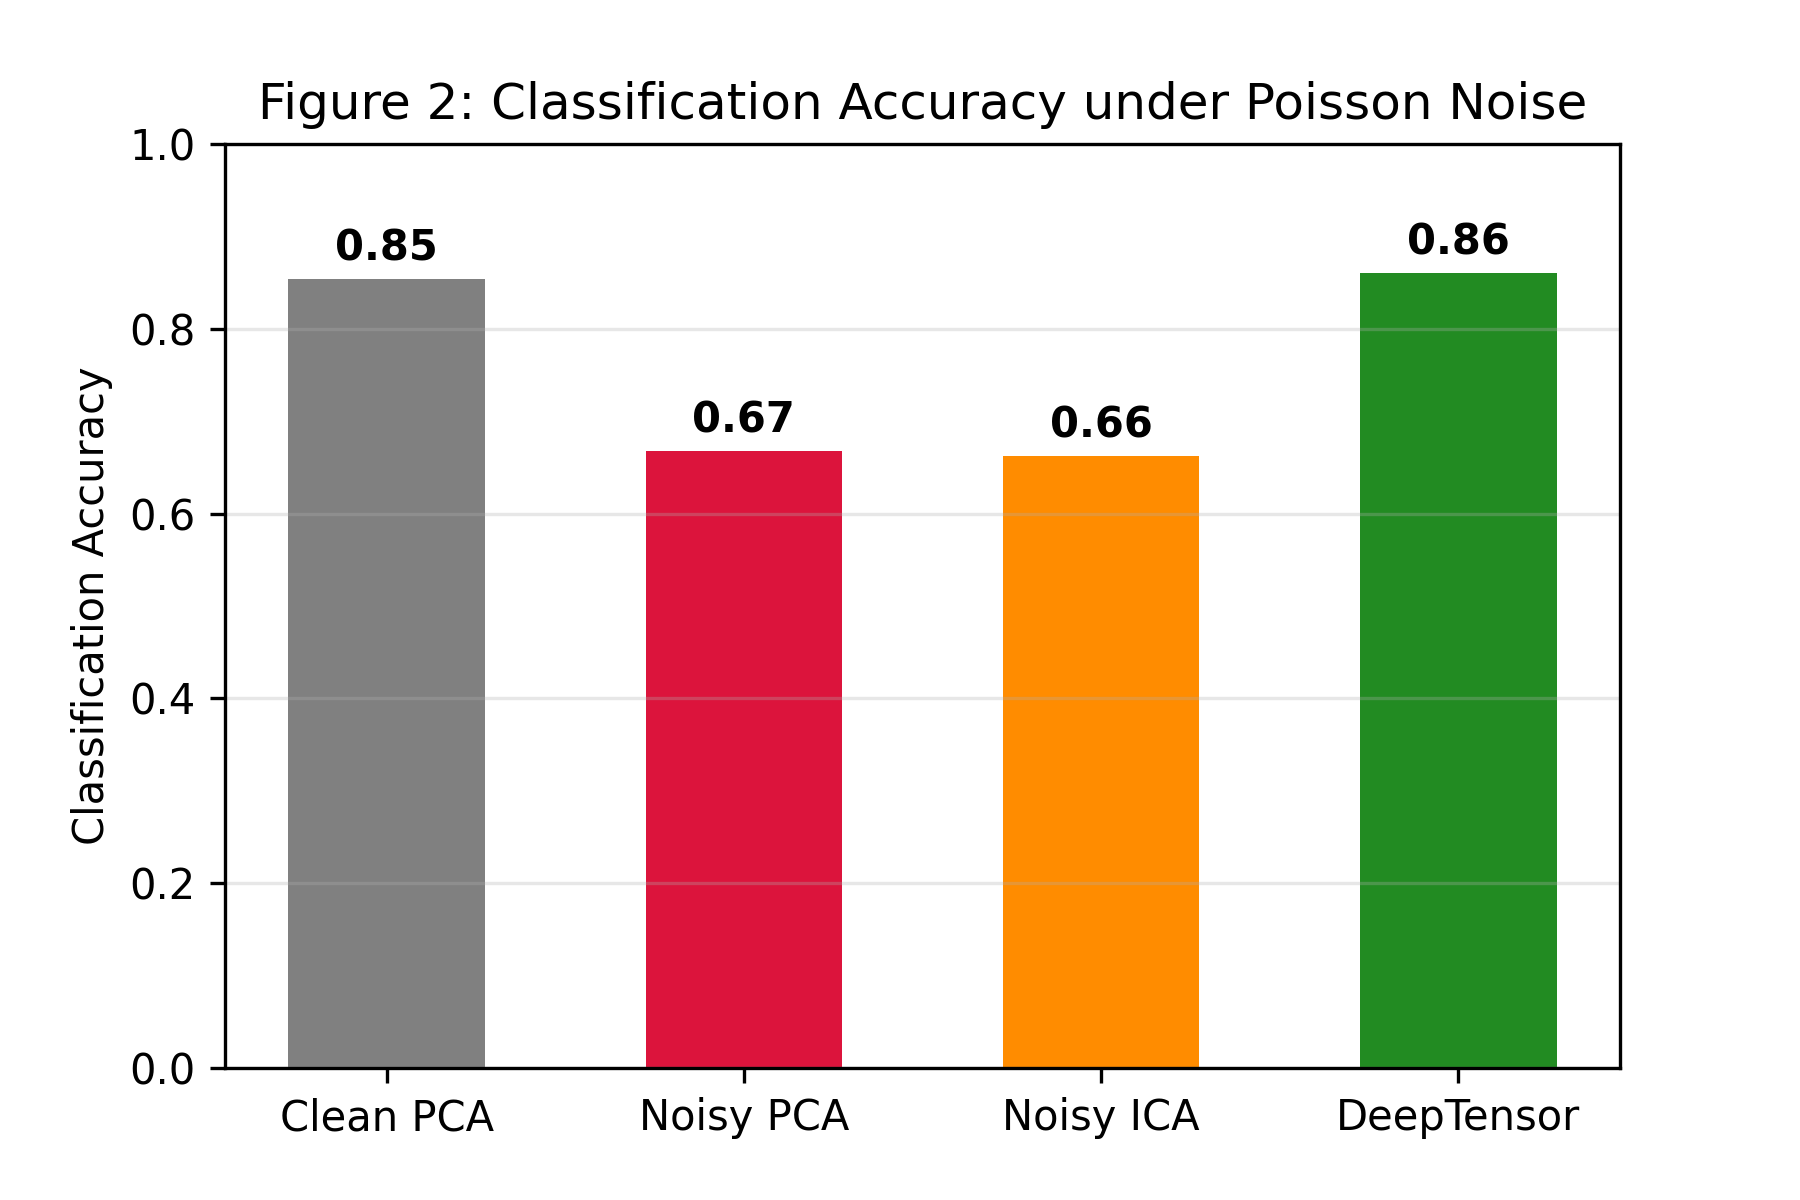 Figure 2: Classification Accuracy under Poisson Noise
Classification Accuracy
1.0
0.8
0.6
0.4
0.2
0.0
0.85
0.67
0.66
0.86
Clean PCA
Noisy PCA
Noisy ICA
DeepTensor